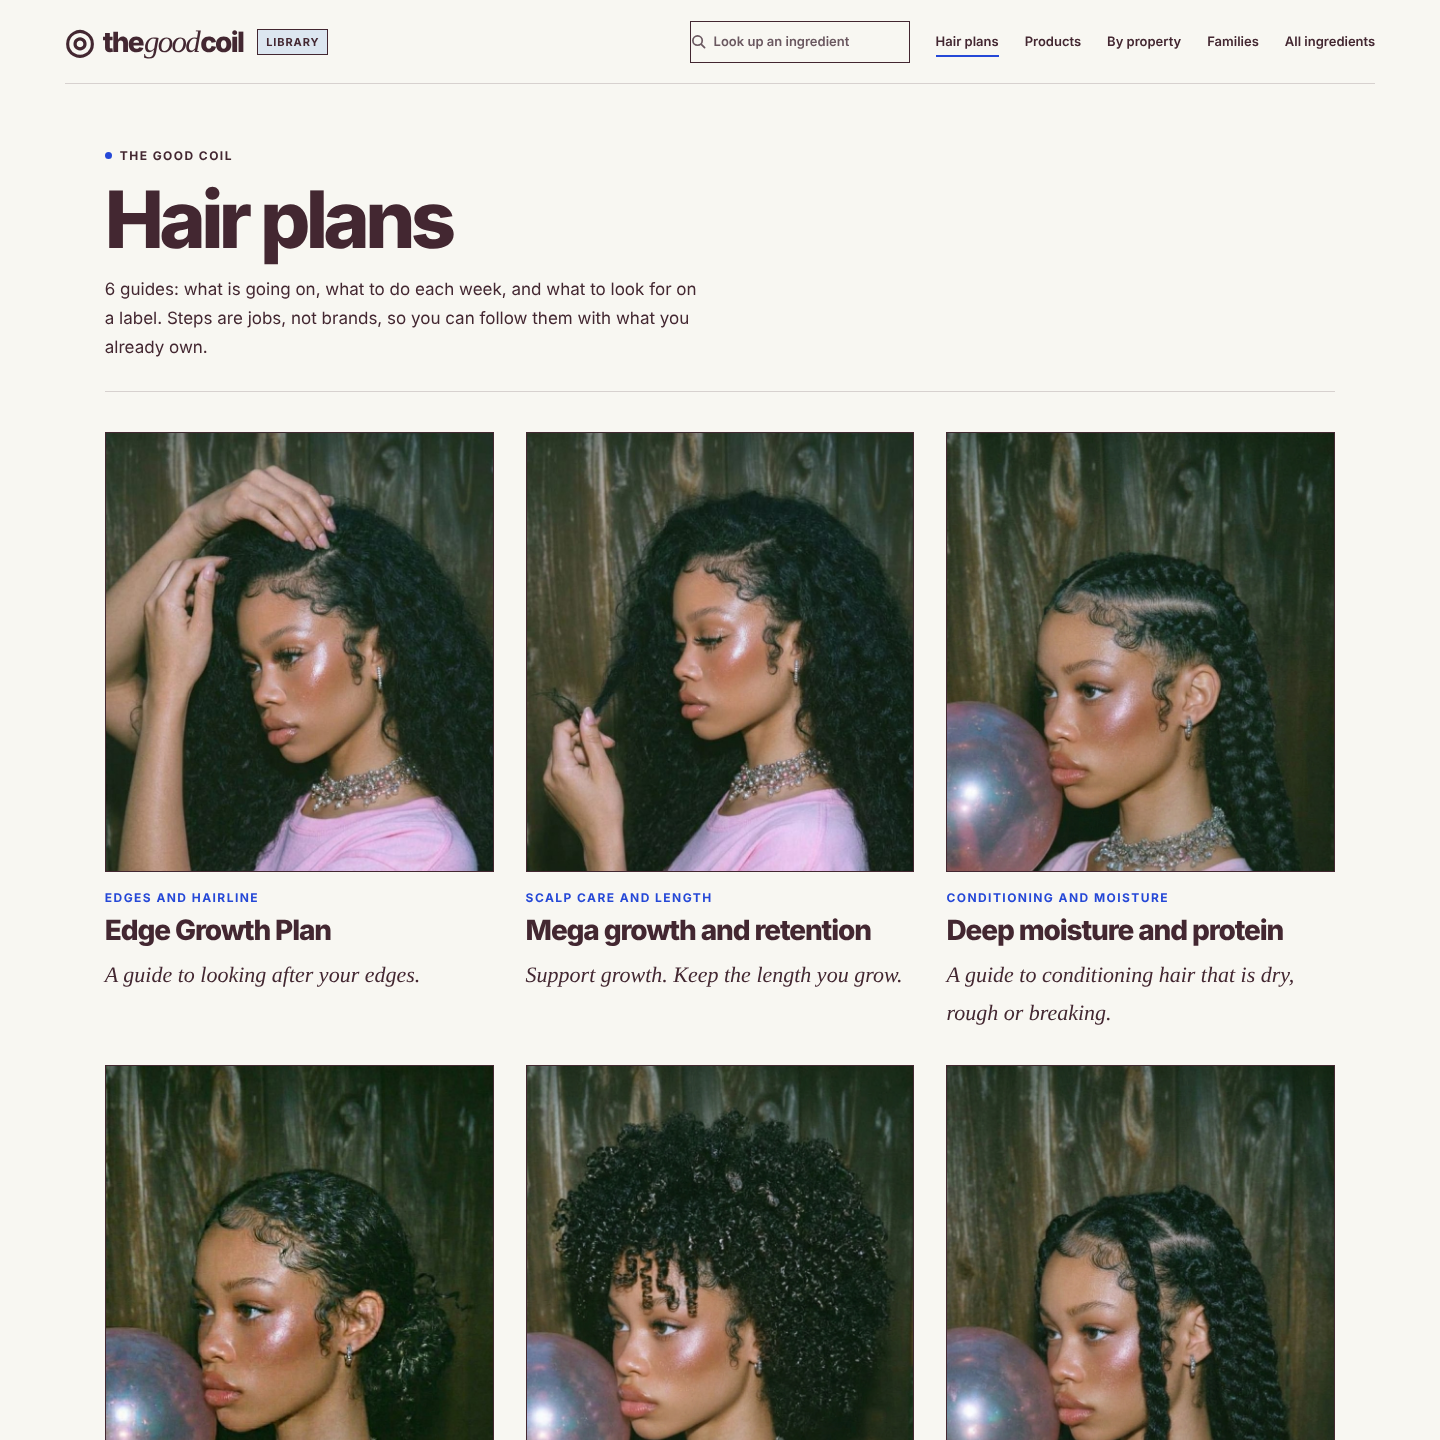 thegoodcoil LIBRARY
Look up an ingredient
Hair plans Products By property Families All ingredients
THE GOOD COIL
Hair plans
6 guides: what is going on, what to do each week, and what to look for on
a label. Steps are jobs, not brands, so you can follow them with what you
already own.
EDGES AND HAIRLINE
Edge Growth Plan
A guide to looking after your edges.
SCALP CARE AND LENGTH
Mega growth and retention
Support growth. Keep the length you grow.
CONDITIONING AND MOISTURE
Deep moisture and protein
A guide to conditioning hair that is dry,
rough or breaking.